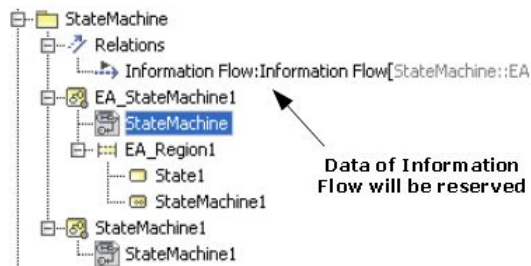 StateMachine
Relations
Information Flow:Information Flow[StateMachine::EA
EA_StateMachine1
StateMachine
EA_Region1
State1
StateMachine1
StateMachine1
StateMachine1
Data of Information
Flow will be reserved